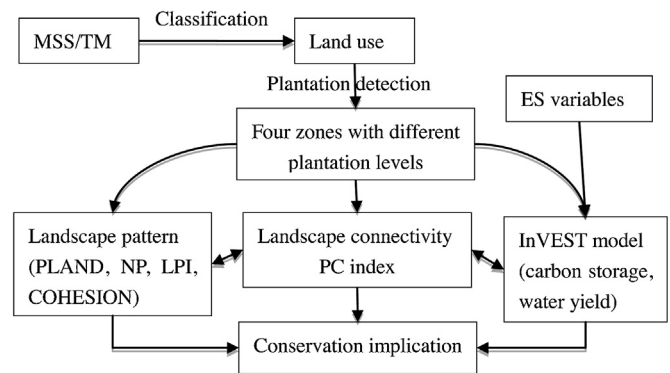 Classification
MSS/TM
Land use
Plantation detection
ES variables
Four zones with different
plantation levels
Landscape pattern
(PLAND, NP, LPI,
COHESION)
Landscape connectivity
PC index
InVEST model
(carbon storage,
water yield)
Conservation implication